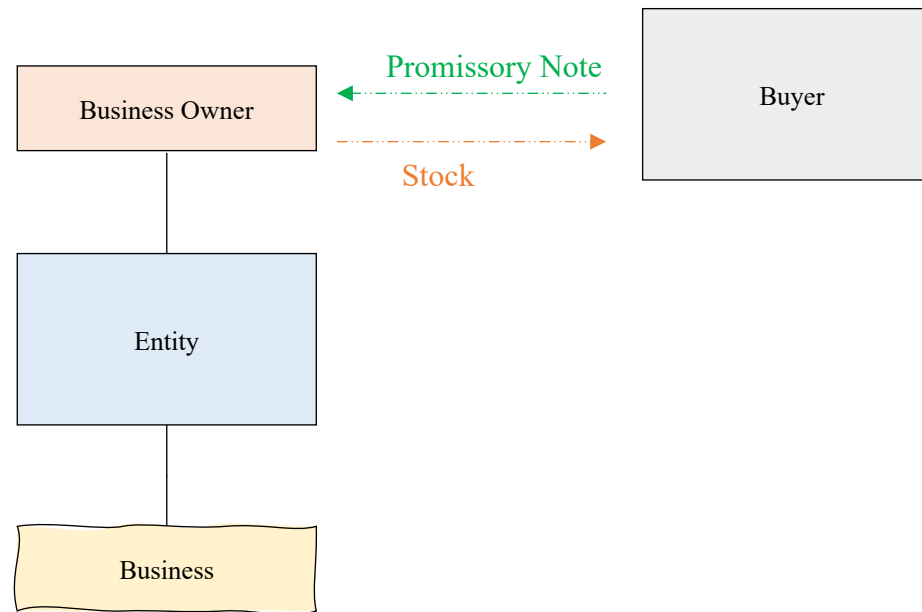 Promissory Note
Business Owner
Buyer
Stock
Entity
Business